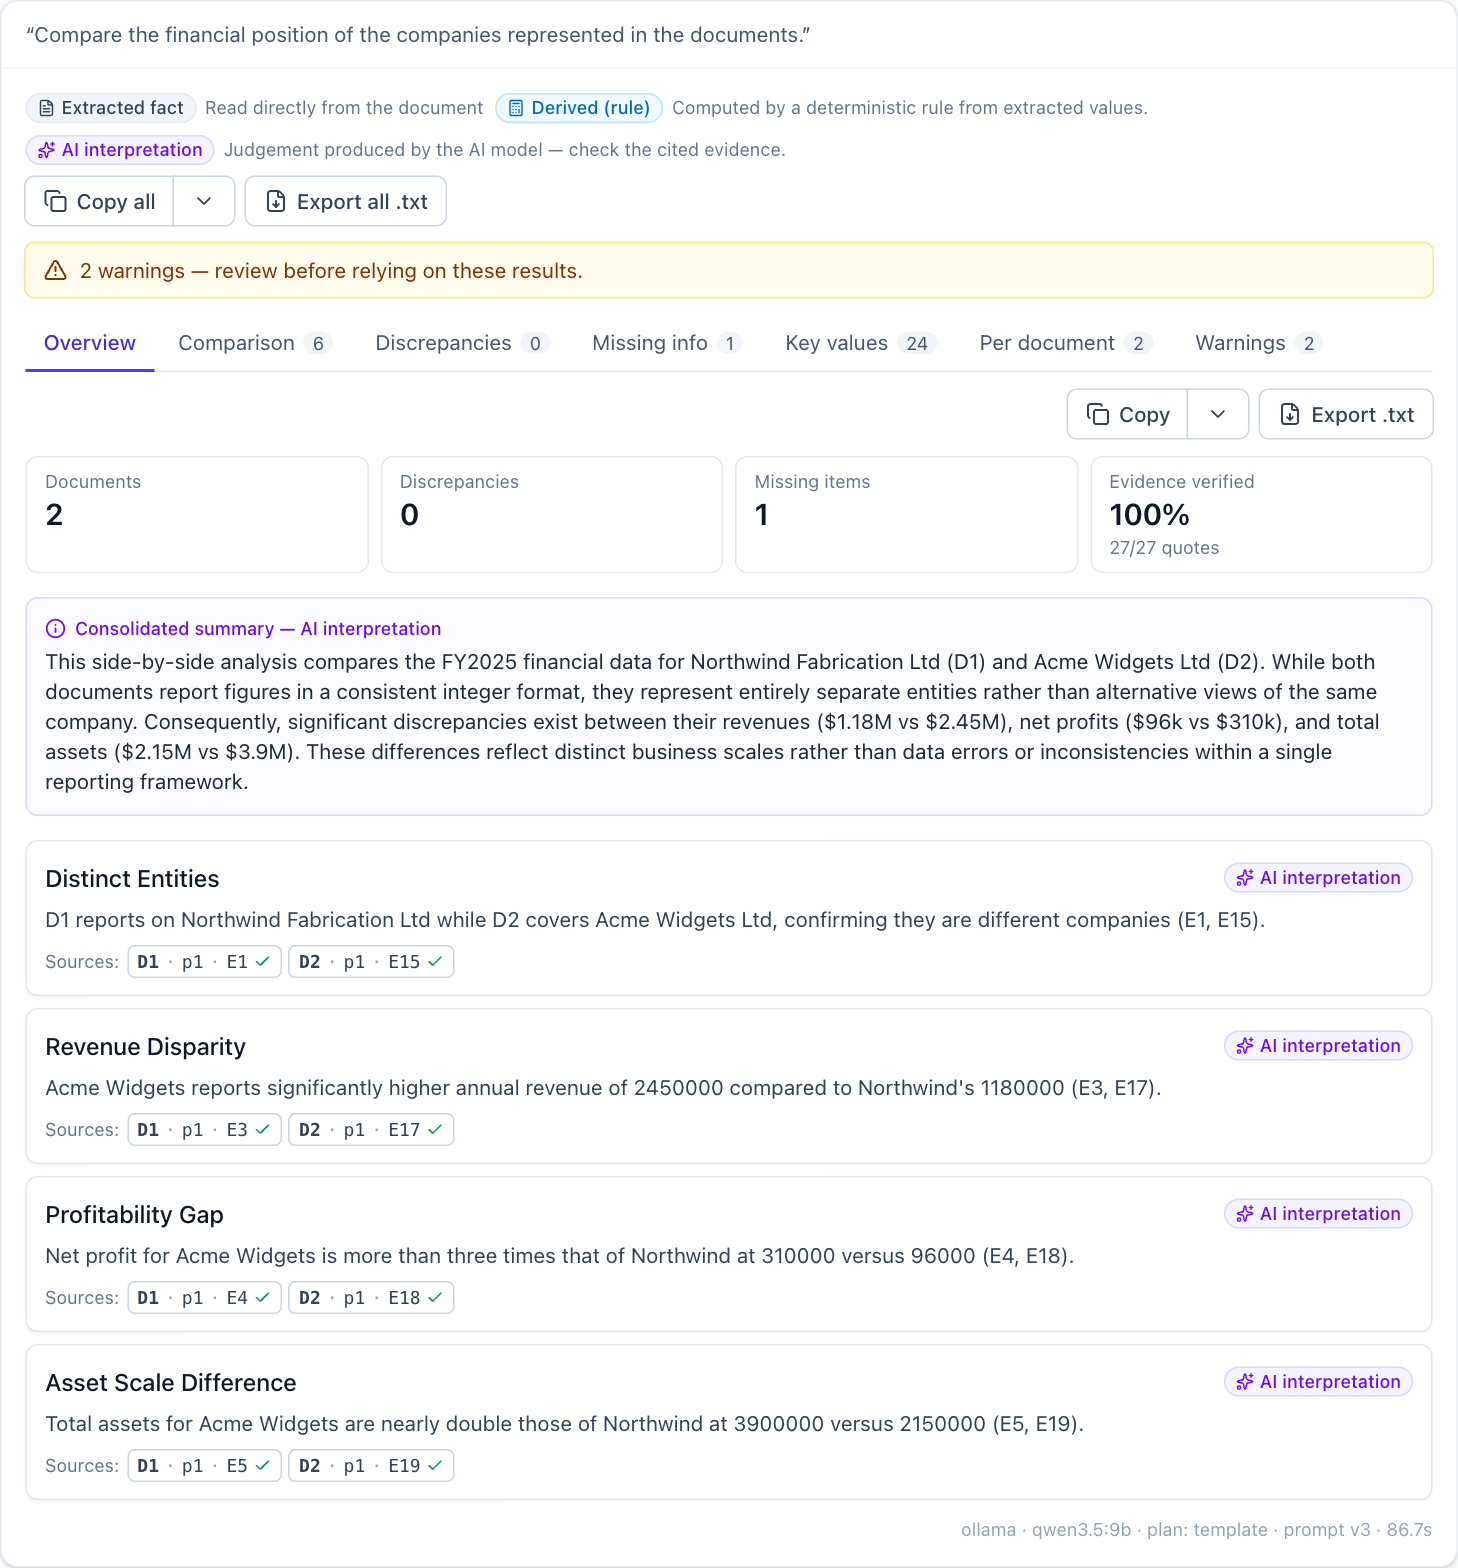 “Compare the financial position of the companies represented in the documents.”
Extracted fact Read directly from the document Derived (rule) Computed by a deterministic rule from extracted values.
AI interpretation Judgement produced by the AI model — check the cited evidence.
Copy all Export all .txt
2 warnings — review before relying on these results.
Overview Comparison 6 Discrepancies 0 Missing info 1 Key values 24 Per document 2 Warnings 2
Copy Export .txt
Documents
2
Discrepancies
0
Missing items
1
Evidence verified
100%
27/27 quotes
Consolidated summary — AI interpretation
This side-by-side analysis compares the FY2025 financial data for Northwind Fabrication Ltd (D1) and Acme Widgets Ltd (D2). While both
documents report figures in a consistent integer format, they represent entirely separate entities rather than alternative views of the same
company. Consequently, significant discrepancies exist between their revenues ($1.18M vs $2.45M), net profits ($96k vs $310k), and total
assets ($2.15M vs $3.9M). These differences reflect distinct business scales rather than data errors or inconsistencies within a single
reporting framework.
Distinct Entities AI interpretation
D1 reports on Northwind Fabrication Ltd while D2 covers Acme Widgets Ltd, confirming they are different companies (E1, E15).
Sources: D1 · p1 · E1 ✓ D2 · p1 · E15 ✓
Revenue Disparity AI interpretation
Acme Widgets reports significantly higher annual revenue of 2450000 compared to Northwind's 1180000 (E3, E17).
Sources: D1 · p1 · E3 ✓ D2 · p1 · E17 ✓
Profitability Gap AI interpretation
Net profit for Acme Widgets is more than three times that of Northwind at 310000 versus 96000 (E4, E18).
Sources: D1 · p1 · E4 ✓ D2 · p1 · E18 ✓
Asset Scale Difference AI interpretation
Total assets for Acme Widgets are nearly double those of Northwind at 3900000 versus 2150000 (E5, E19).
Sources: D1 · p1 · E5 ✓ D2 · p1 · E19 ✓
ollama · qwen3.5:9b · plan: template · prompt v3 · 86.7s